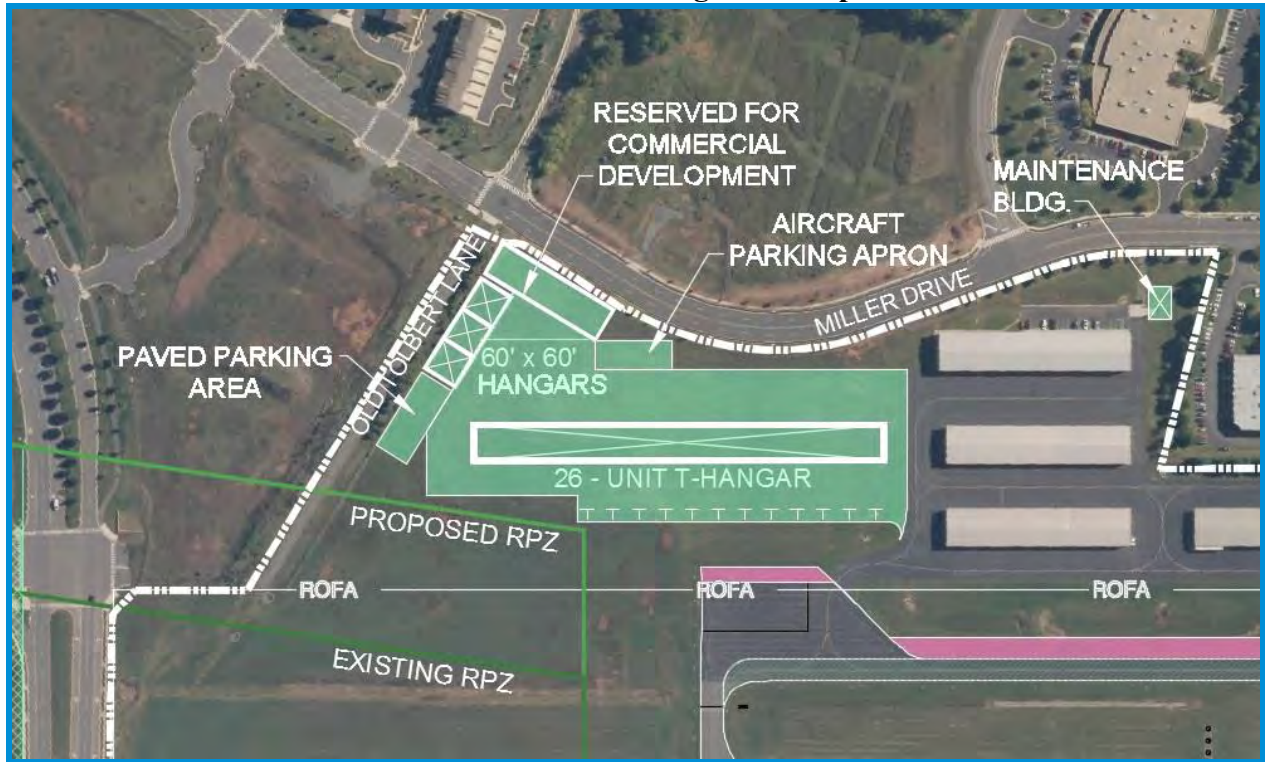 RESERVED FOR
COMMERCIAL
DEVELOPMENT
MAINTENANCE
BLDG.
AIRCRAFT
PARKING APRON
OLD TOLBERT LANE
MILLER DRIVE
PAVED PARKING
AREA
60' x 60'
HANGARS
26 - UNIT T-HANGAR
PROPOSED RPZ
ROFA
ROFA
ROFA
EXISTING RPZ